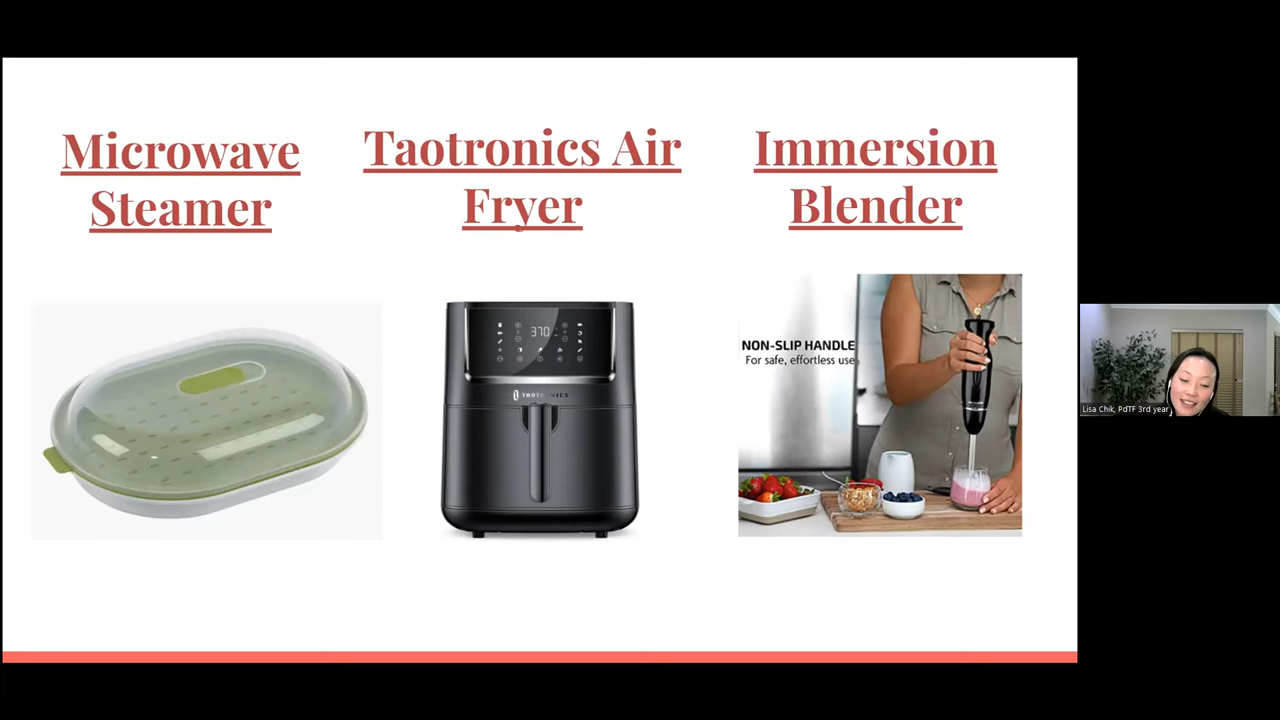 Microwave
Steamer
Taotronics Air
Fryer
Immersion
Blender
370
TAOTRONICS
NON-SLIP HANDLE
For safe, effortless use
Lisa Chik, PdTF 3rd year